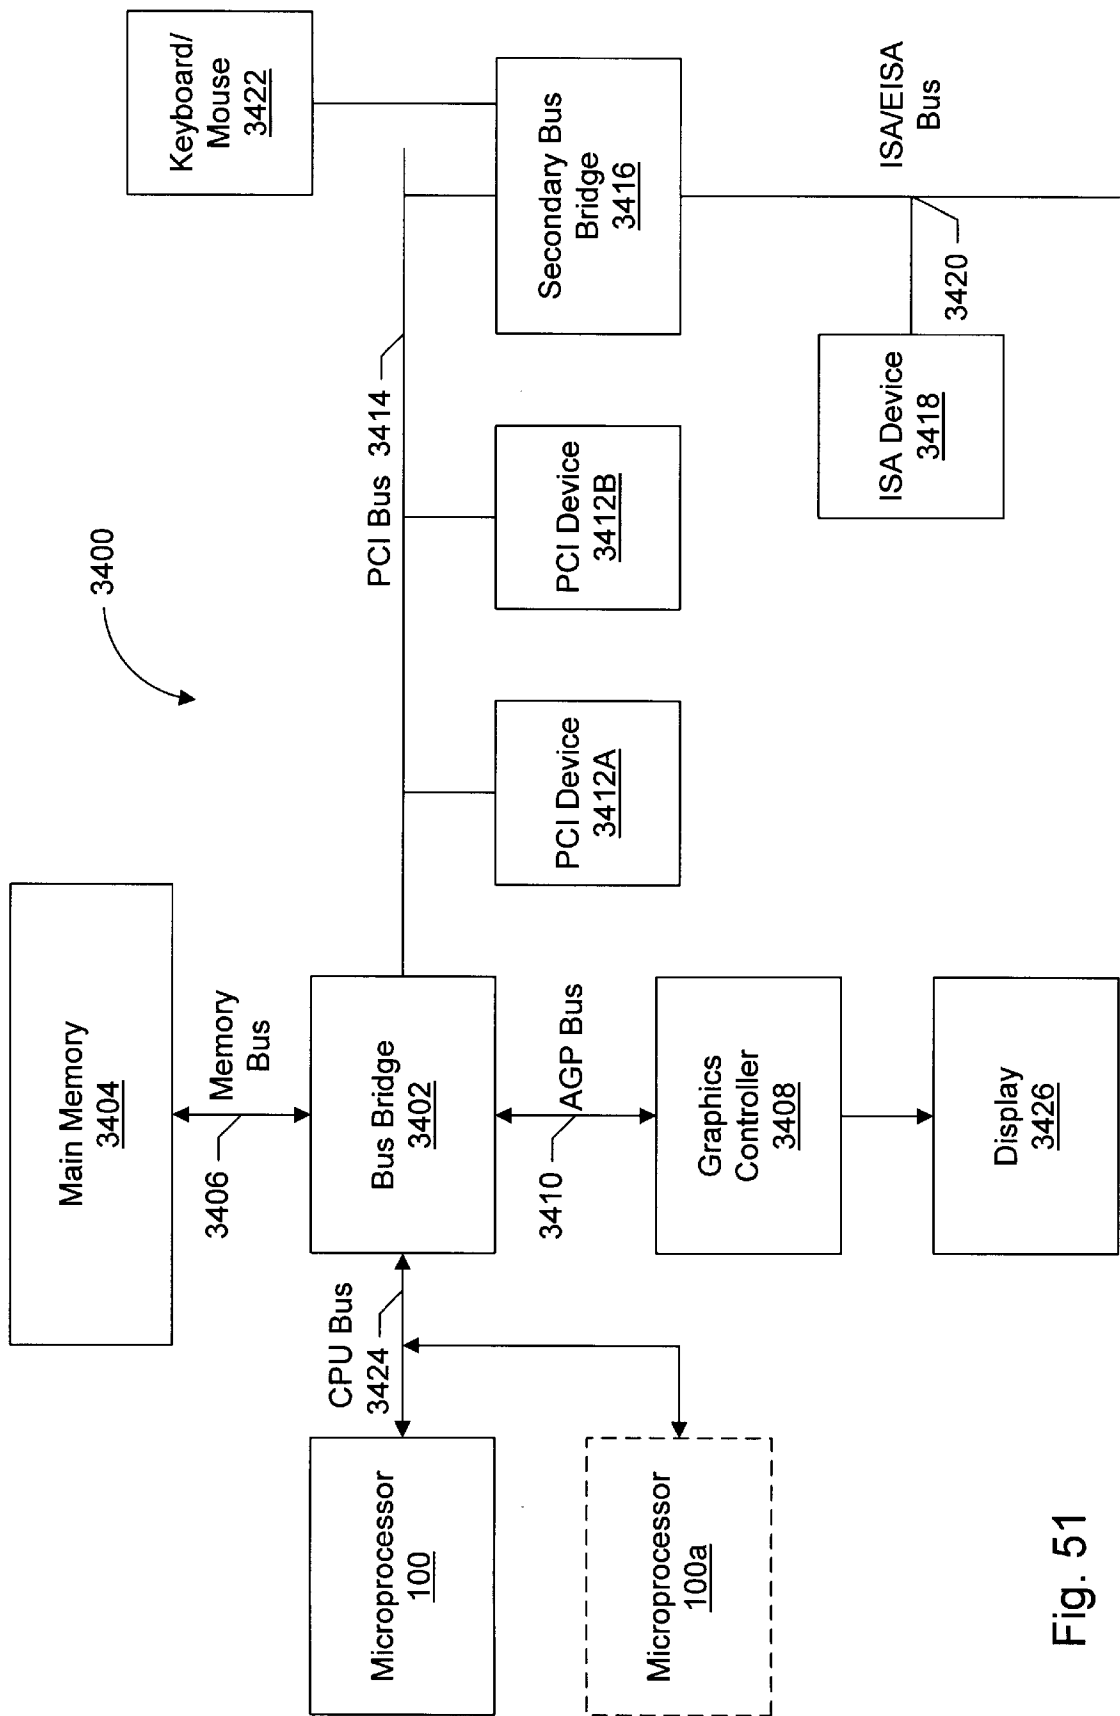 3400
Main Memory
3404
3406
Memory
Bus
Keyboard/
Mouse
3422
CPU Bus
3424
PCI Bus 3414
Microprocessor
100
Bus Bridge
3402
3410
AGP Bus
PCI Device
3412A
PCI Device
3412B
Secondary Bus
Bridge
3416
Microprocessor
100a
Graphics
Controller
3408
ISA Device
3418
3420
ISA/EISA
Bus
Display
3426
Fig. 51